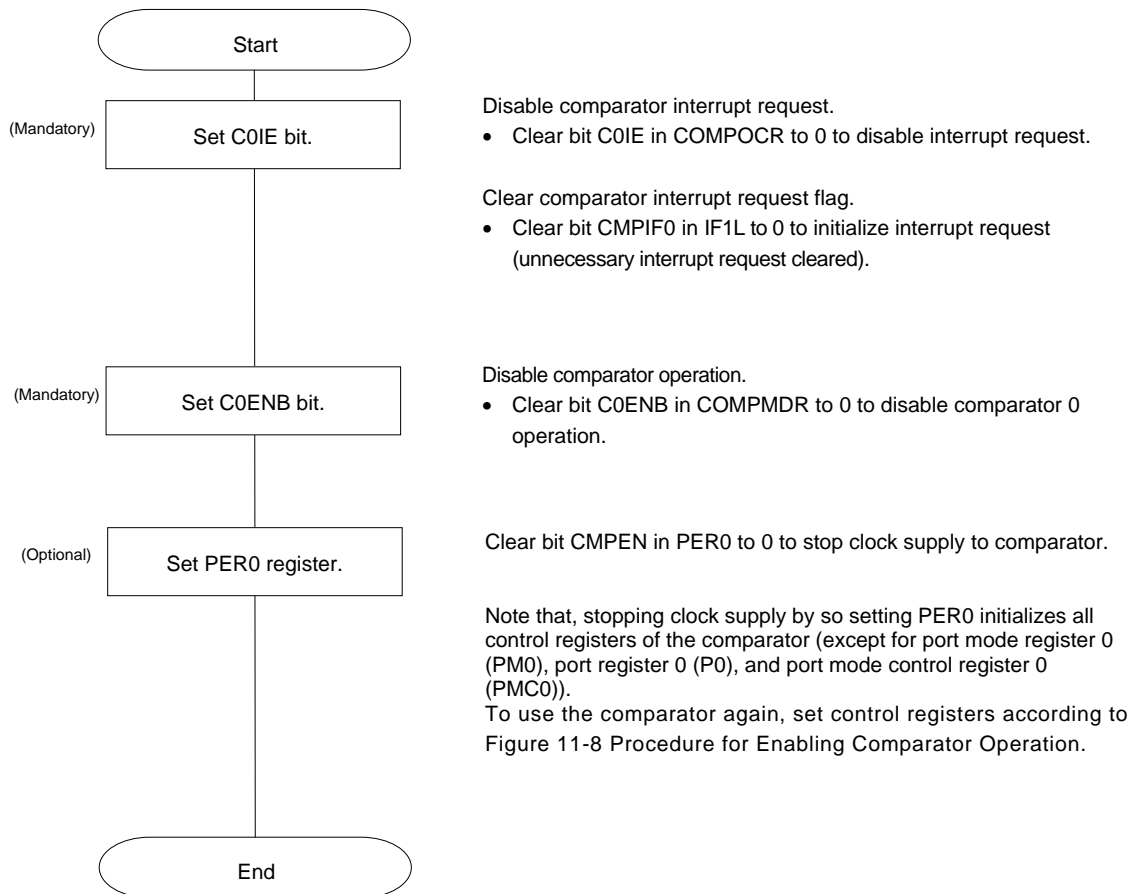 Start
(Mandatory)
Set C0IE bit.
Disable comparator interrupt request.
• Clear bit C0IE in COMPOCR to 0 to disable interrupt request.
Clear comparator interrupt request flag.
• Clear bit CMPIF0 in IF1L to 0 to initialize interrupt request
(unnecessary interrupt request cleared).
(Mandatory)
Set C0ENB bit.
Disable comparator operation.
• Clear bit C0ENB in COMPMDR to 0 to disable comparator 0
operation.
(Optional)
Set PER0 register.
Clear bit CMPEN in PER0 to 0 to stop clock supply to comparator.
Note that, stopping clock supply by so setting PER0 initializes all
control registers of the comparator (except for port mode register 0
(PM0), port register 0 (P0), and port mode control register 0
(PMC0)).
To use the comparator again, set control registers according to
Figure 11-8 Procedure for Enabling Comparator Operation.
End